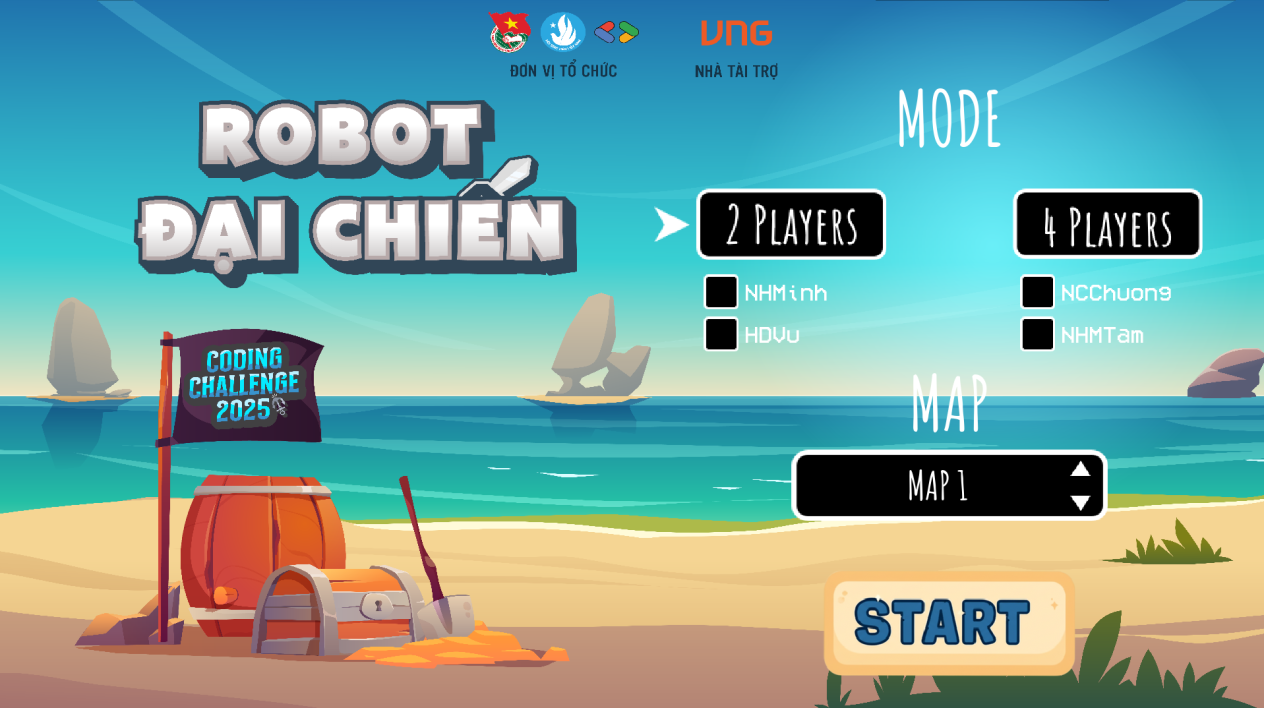 ĐƠN VỊ TỔ CHỨC
VNG
NHÀ TÀI TRỢ
ROBOT
ĐẠI CHIẾN
CODING
CHALLENGE
2025
MODE
2 PLAYERS
4 PLAYERS
NHMinh
NCChuong
HDVu
NHMTam
MAP
MAP 1
START